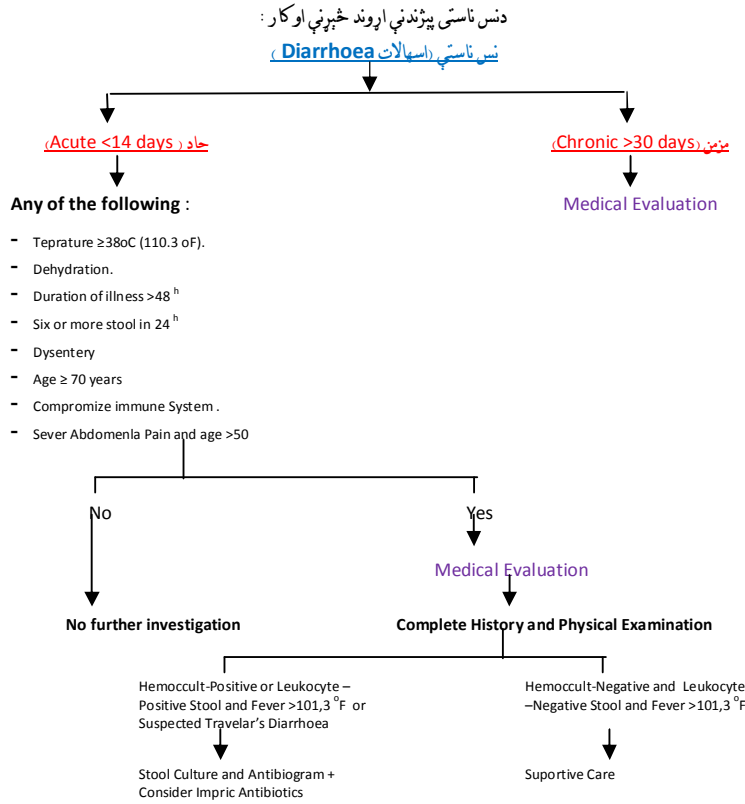 دنس ناستی پېژندنې اړوند څېړنې اوکار :
نس ناستې (اسهالات Diarrhoea )
حاد ( Acute <14 days)
مزمن (Chronic >30 days)
Any of the following :
Medical Evaluation
- Teprature ≥38oC (110.3 oF).
- Dehydration.
- Duration of illness >48 h
- Six or more stool in 24 h
- Dysentery
- Age ≥ 70 years
- Compromize immune System .
- Sever Abdomenla Pain and age >50
No
Yes
Medical Evaluation
No further investigation
Complete History and Physical Examination
Hemoccult-Positive or Leukocyte –
Positive Stool and Fever >101,3 oF or
Suspected Travelar's Diarrhoea
Hemoccult-Negative and Leukocyte
–Negative Stool and Fever >101,3 oF
Stool Culture and Antibiogram +
Consider Impric Antibiotics
Suportive Care